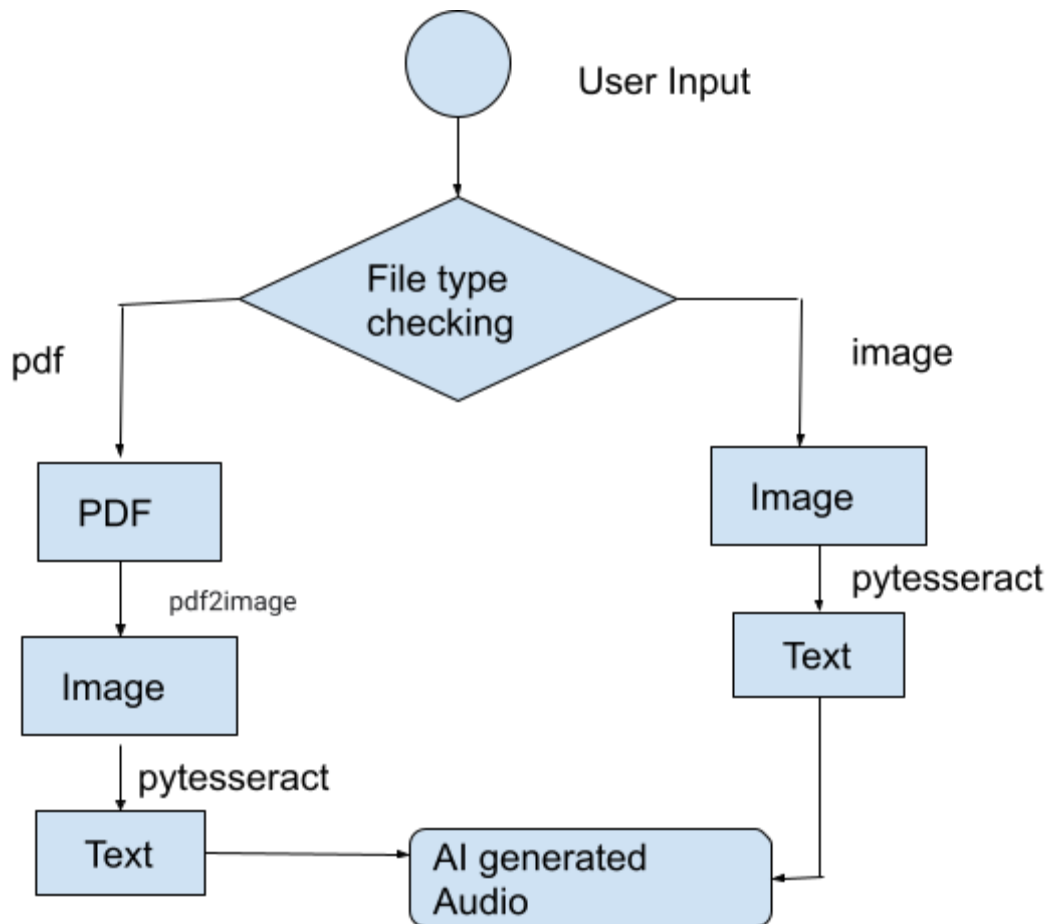 User Input
File type
checking
pdf
image
PDF
Image
pdf2image
pytesseract
Image
Text
pytesseract
Text
AI generated
Audio